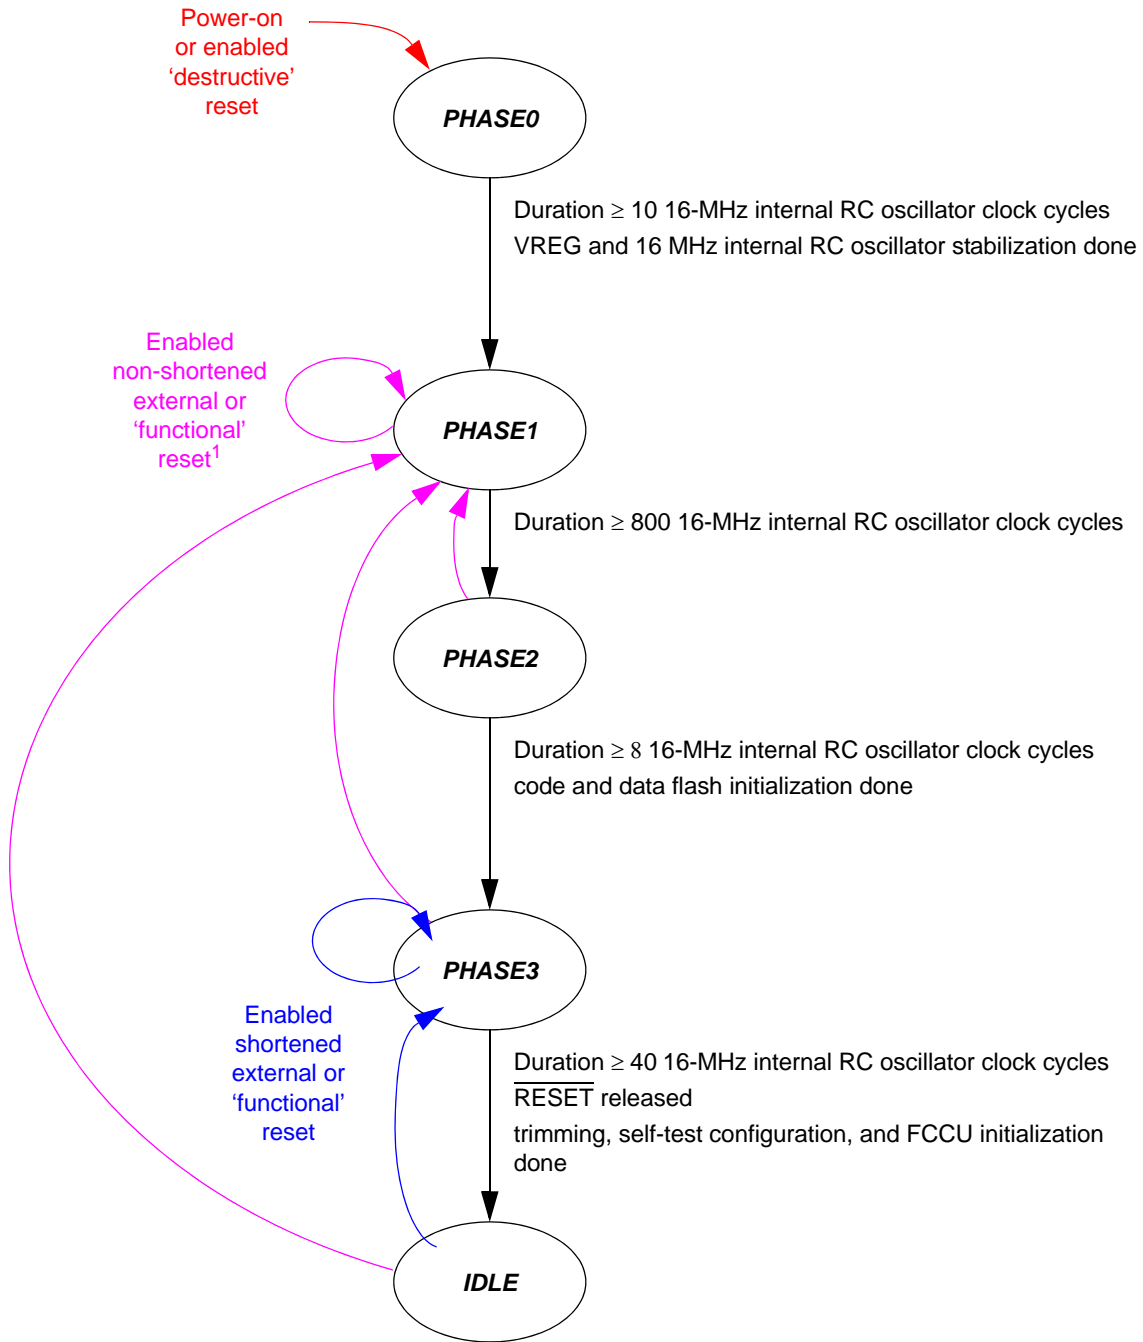 Power-on
or enabled
‘destructive’
reset
PHASE0
Duration ≥ 10 16-MHz internal RC oscillator clock cycles
VREG and 16 MHz internal RC oscillator stabilization done
Enabled
non-shortened
external or
‘functional’
reset1
PHASE1
Duration ≥ 800 16-MHz internal RC oscillator clock cycles
PHASE2
Duration ≥ 8 16-MHz internal RC oscillator clock cycles
code and data flash initialization done
PHASE3
Enabled
shortened
external or
‘functional’
reset
Duration ≥ 40 16-MHz internal RC oscillator clock cycles
RESET released
trimming, self-test configuration, and FCCU initialization
done
IDLE